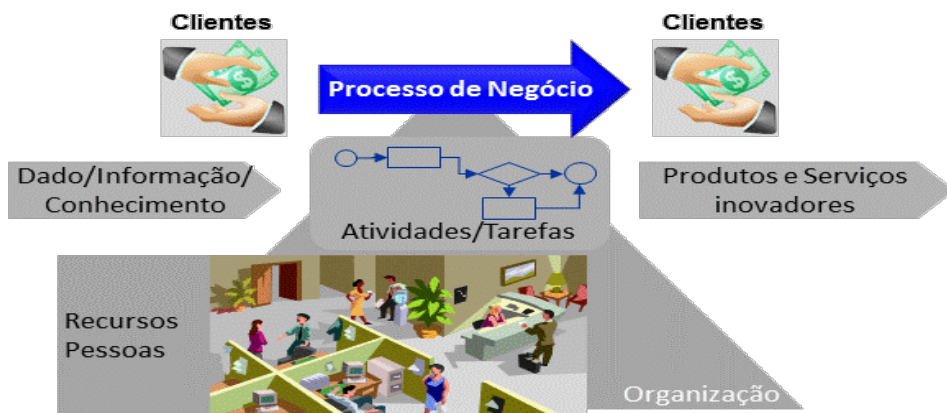 Clientes
Clientes
Processo de Negócio
Dado/Informação/
Conhecimento
Produtos e Serviços
inovadores
Atividades/Tarefas
Recursos
Pessoas
Organização